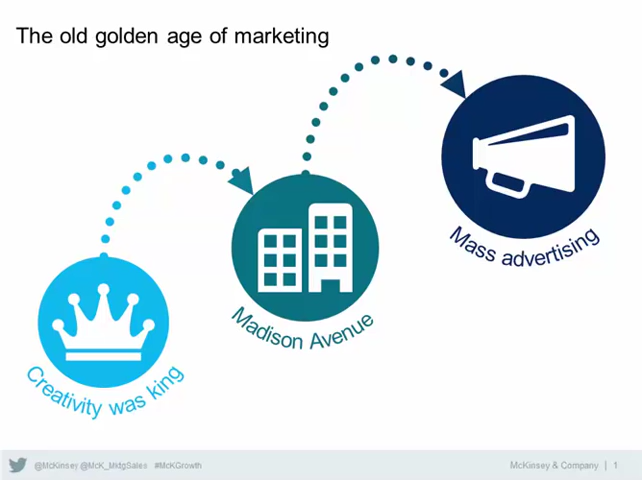 The old golden age of marketing
Creativity was king
Madison Avenue
Mass advertising
@McKinsey @McK_MktgSales #McKGrowth
McKinsey & Company | 1